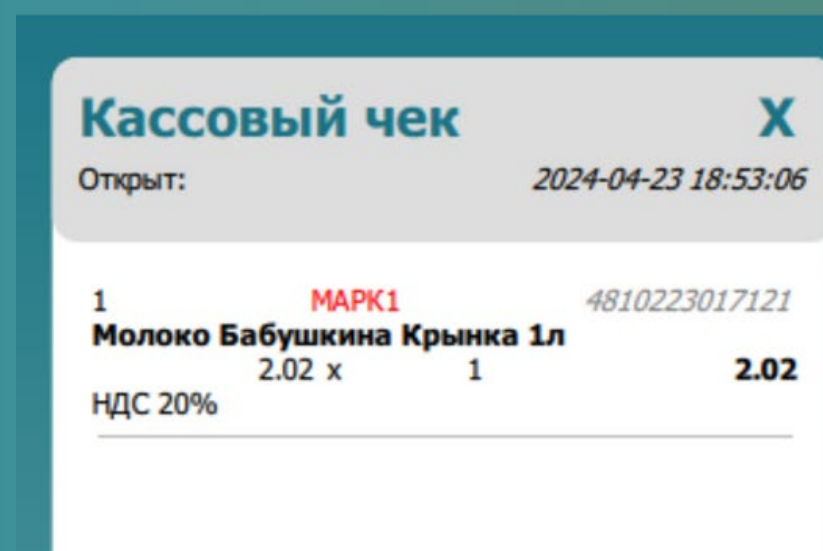 Кассовый чек X
Открыт: 2024-04-23 18:53:06
1 МАРК1 4810223017121
Молоко Бабушкина Крынка 1л
2.02 x 1 2.02
НДС 20%